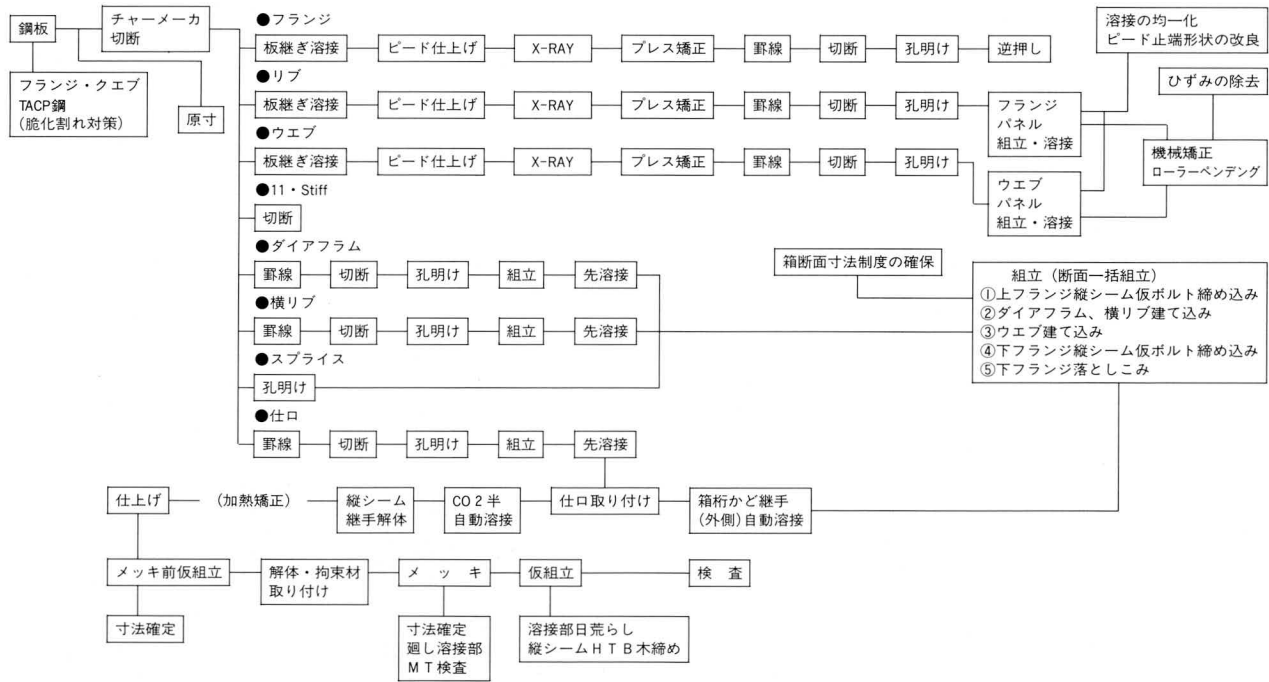 鋼板
チャーメーカ
切断
フランジ・クエブ
TACP鋼
(脆化割れ対策)
原寸
●フランジ
板継ぎ溶接
ピード仕上げ
X-RAY
プレス矯正
罫線
切断
孔明け
逆押し
●リブ
板継ぎ溶接
ピード仕上げ
X-RAY
プレス矯正
罫線
切断
孔明け
フランジ
パネル
組立・溶接
●ウエブ
板継ぎ溶接
ピード仕上げ
X-RAY
プレス矯正
罫線
切断
孔明け
ウエブ
パネル
組立・溶接
溶接の均一化
ピード止端形状の改良
ひずみの除去
機械矯正
ローラーペンデング
●11・Stiff
切断
●ダイアフラム
罫線
切断
孔明け
組立
先溶接
●横リブ
罫線
切断
孔明け
組立
先溶接
●スプライス
孔明け
●仕口
罫線
切断
孔明け
組立
先溶接
箱断面寸法制度の確保
組立(断面一括組立)
①上フランジ縦シーム仮ボルト締め込み
②ダイアフラム、横リブ建て込み
③ウエブ建て込み
④下フランジ縦シーム仮ボルト締め込み
⑤下フランジ落としこみ
仕上げ
(加熱矯正)
縦シーム
継手解体
CO2半
自動溶接
仕口取り付け
箱桁かど継手
(外側)自動溶接
メッキ前仮組立
解体・拘束材
取り付け
メッキ
仮組立
検 査
寸法確定
寸法確定
廻し溶接部
MT検査
溶接部日荒らし
縦シームHTB木締め